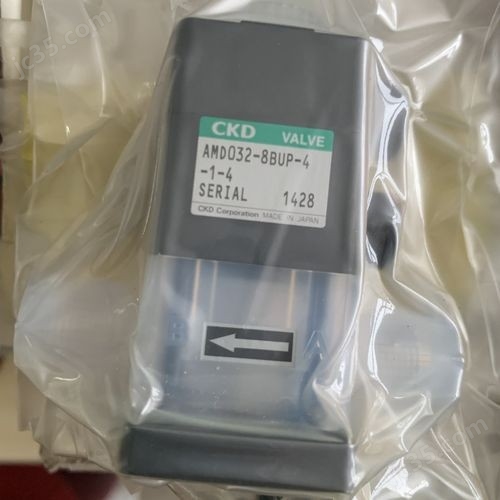 CKD VALVE
AMD032-8BUP-4
-1-4
SERIAL 1428
CKD Corporation MADE IN JAPAN
B A